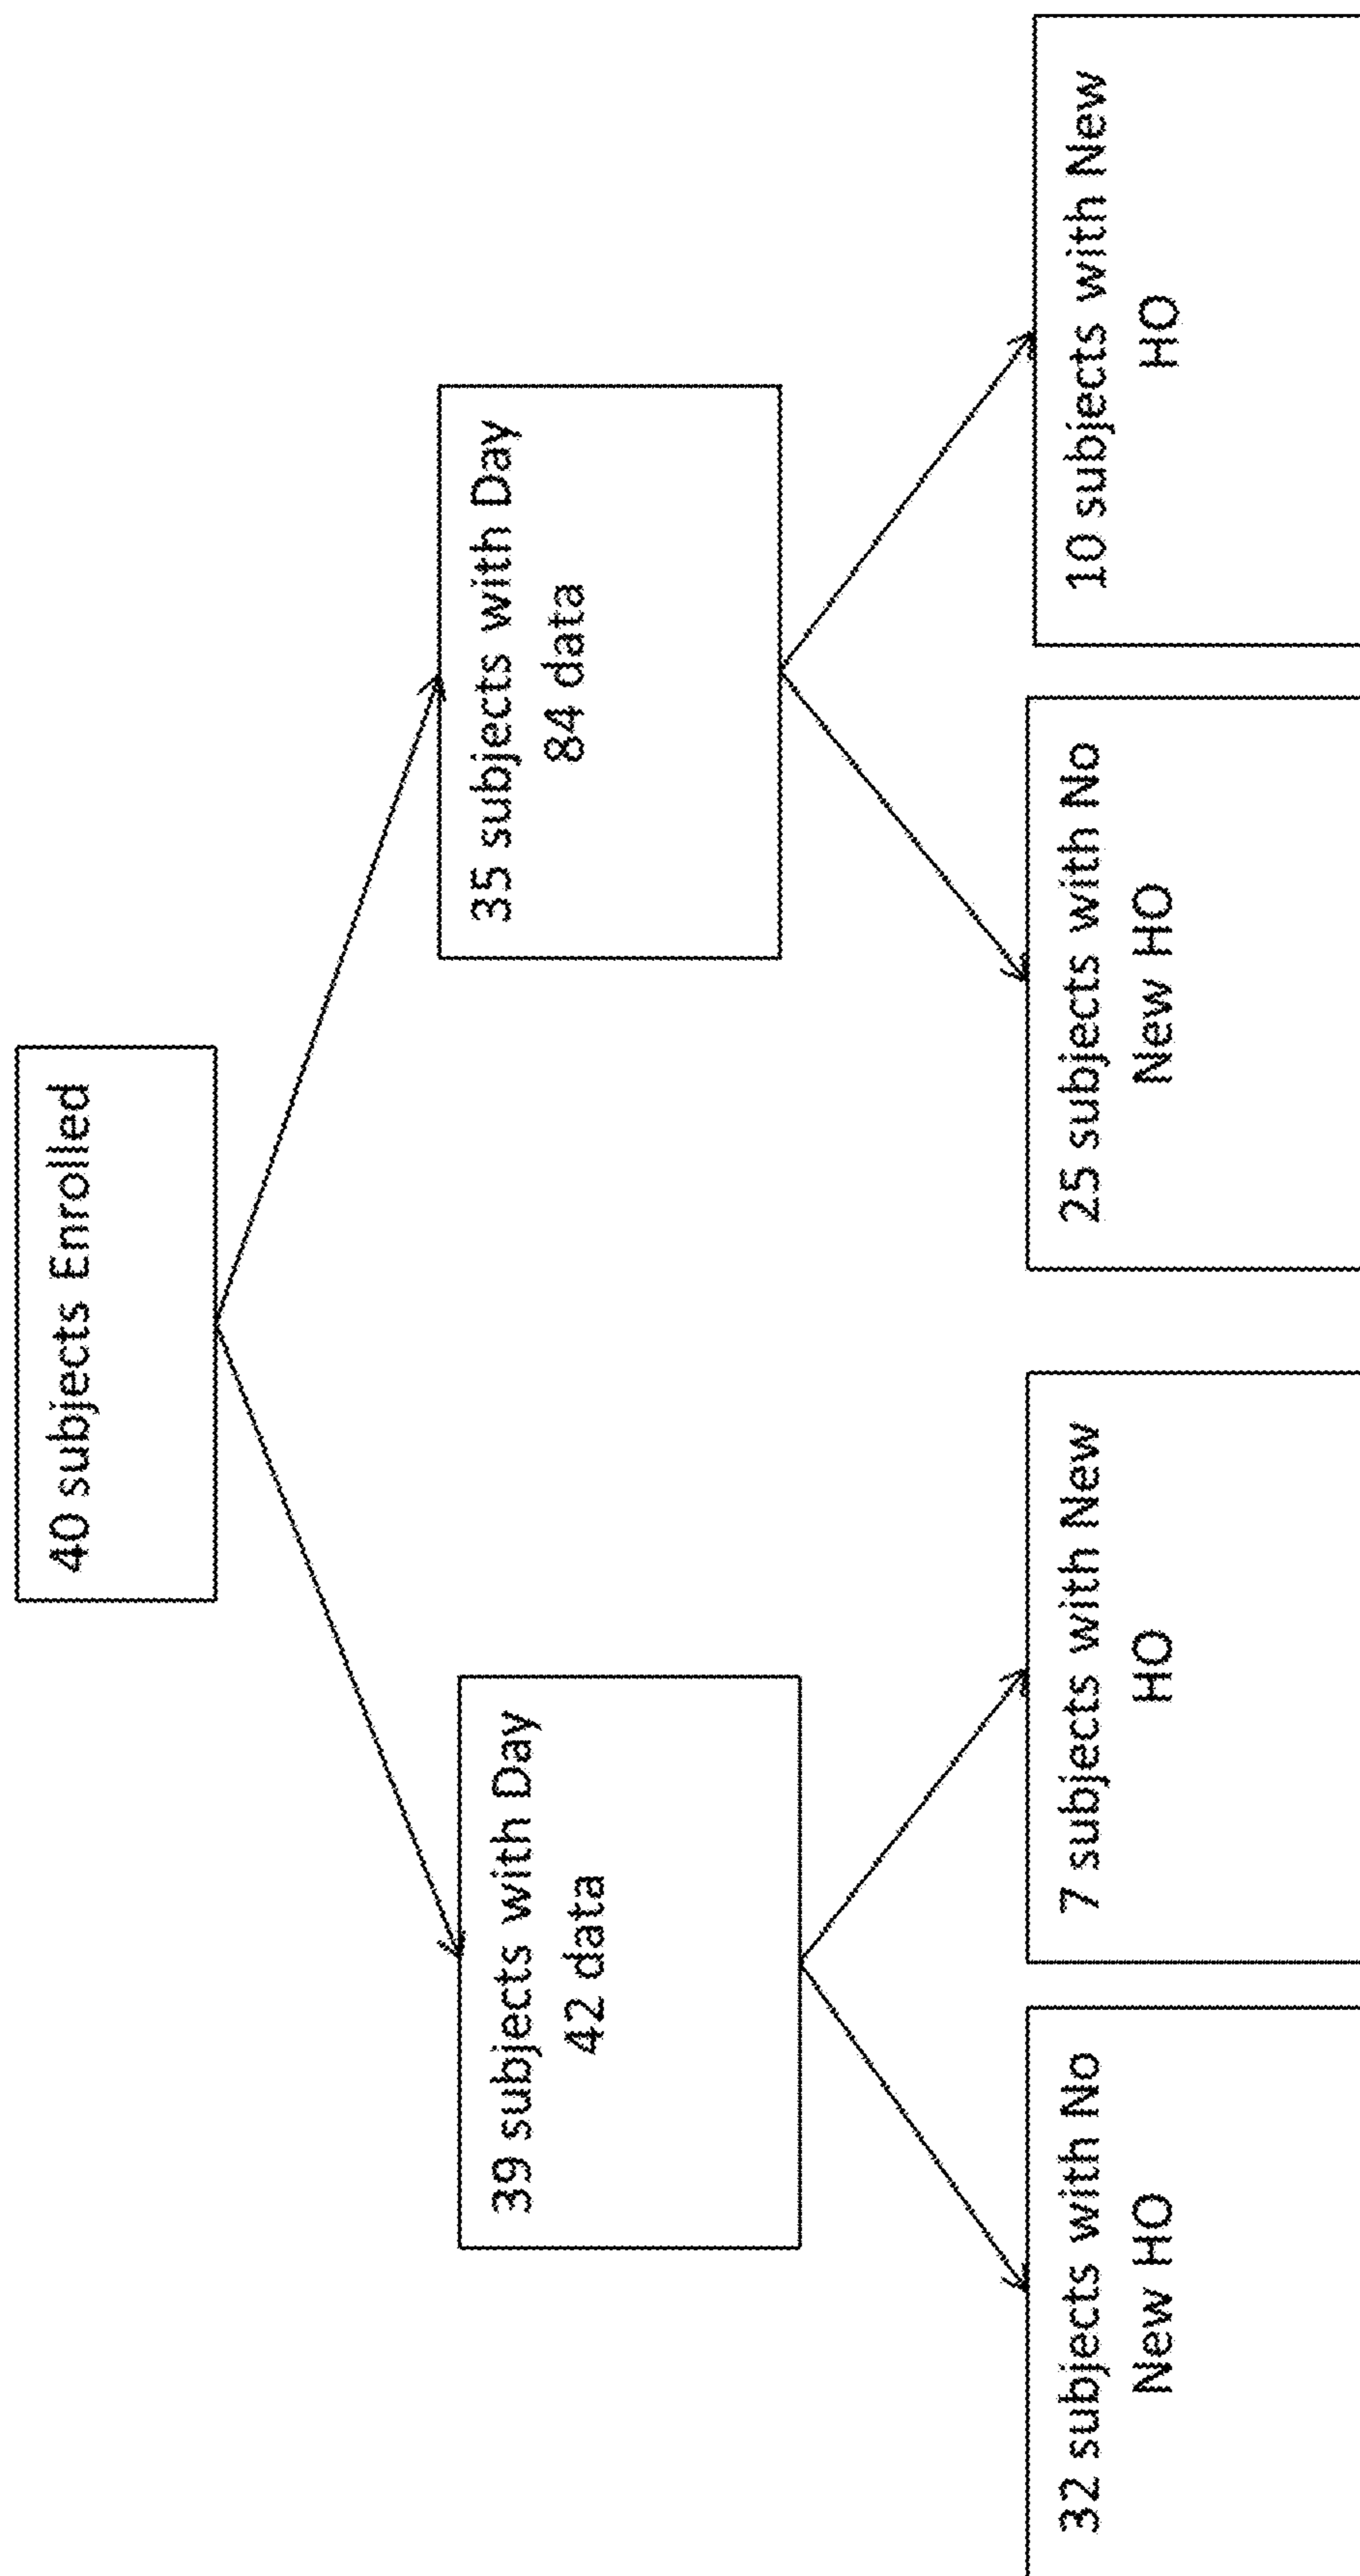 40 subjects Enrolled
39 subjects with Day
42 data
35 subjects with Day
84 data
32 subjects with No
New HO
7 subjects with New
HO
25 subjects with No
New HO
10 subjects with New
HO